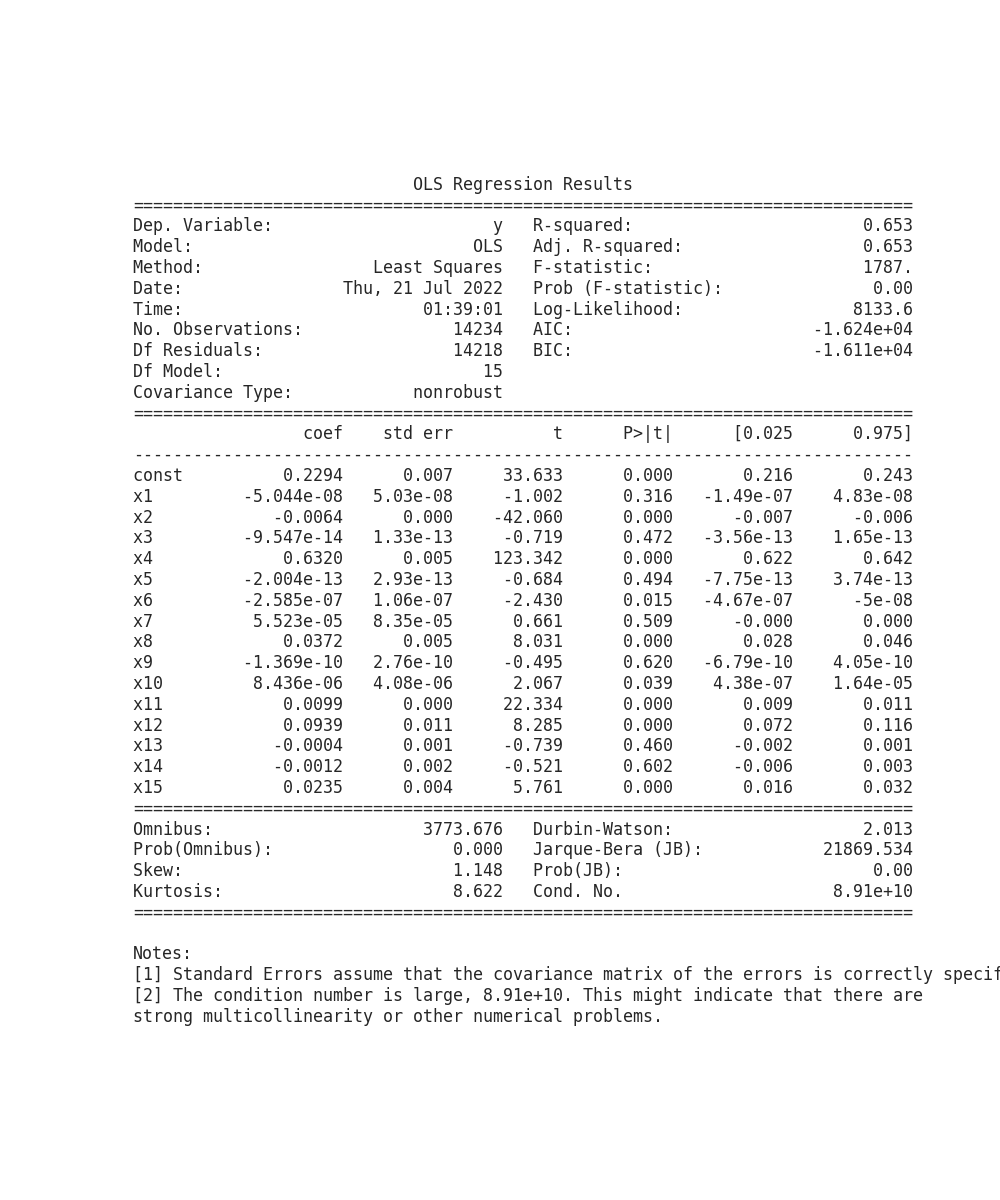 OLS Regression Results
==============================================================================
Dep. Variable:                      y   R-squared:                       0.653
Model:                            OLS   Adj. R-squared:                  0.653
Method:                 Least Squares   F-statistic:                     1787.
Date:                Thu, 21 Jul 2022   Prob (F-statistic):               0.00
Time:                        01:39:01   Log-Likelihood:                 8133.6
No. Observations:               14234   AIC:                        -1.624e+04
Df Residuals:                   14218   BIC:                        -1.611e+04
Df Model:                          15
Covariance Type:            nonrobust
==============================================================================
                 coef    std err          t      P>|t|      [0.025      0.975]
------------------------------------------------------------------------------
const          0.2294      0.007     33.633      0.000       0.216       0.243
x1         -5.044e-08   5.03e-08     -1.002      0.316   -1.49e-07    4.83e-08
x2            -0.0064      0.000    -42.060      0.000      -0.007      -0.006
x3         -9.547e-14   1.33e-13     -0.719      0.472   -3.56e-13    1.65e-13
x4             0.6320      0.005    123.342      0.000       0.622       0.642
x5         -2.004e-13   2.93e-13     -0.684      0.494   -7.75e-13    3.74e-13
x6         -2.585e-07   1.06e-07     -2.430      0.015   -4.67e-07      -5e-08
x7          5.523e-05   8.35e-05      0.661      0.509      -0.000       0.000
x8             0.0372      0.005      8.031      0.000       0.028       0.046
x9         -1.369e-10   2.76e-10     -0.495      0.620   -6.79e-10    4.05e-10
x10         8.436e-06   4.08e-06      2.067      0.039    4.38e-07    1.64e-05
x11            0.0099      0.000     22.334      0.000       0.009       0.011
x12            0.0939      0.011      8.285      0.000       0.072       0.116
x13           -0.0004      0.001     -0.739      0.460      -0.002       0.001
x14           -0.0012      0.002     -0.521      0.602      -0.006       0.003
x15            0.0235      0.004      5.761      0.000       0.016       0.032
==============================================================================
Omnibus:                     3773.676   Durbin-Watson:                   2.013
Prob(Omnibus):                  0.000   Jarque-Bera (JB):            21869.534
Skew:                           1.148   Prob(JB):                         0.00
Kurtosis:                       8.622   Cond. No.                     8.91e+10
==============================================================================
Notes:
[1] Standard Errors assume that the covariance matrix of the errors is correctly specif
[2] The condition number is large, 8.91e+10. This might indicate that there are
strong multicollinearity or other numerical problems.